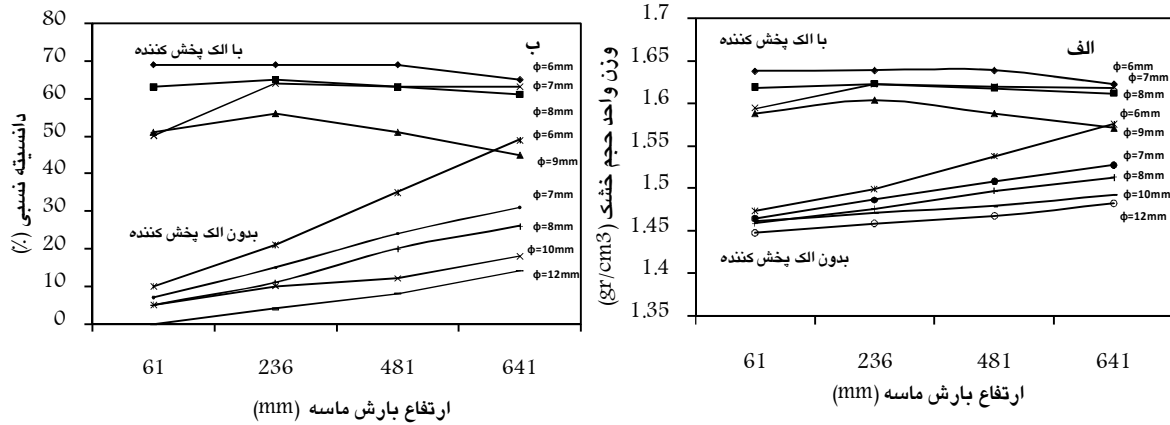 ب
با الک پخش کننده
بدون الک پخش کننده
دانسیته نسبی (٪)
80
70
60
50
40
30
20
10
0
61 236 481 641
ارتفاع بارش ماسه (mm)
ϕ=6mm
ϕ=7mm
ϕ=8mm
ϕ=6mm
ϕ=9mm
ϕ=7mm
ϕ=8mm
ϕ=10mm
ϕ=12mm
الف
با الک پخش کننده
بدون الک پخش کننده
وزن واحد حجم خشک (gr/cm3)
1.7
1.65
1.6
1.55
1.5
1.45
1.4
1.35
61 236 481 641
ارتفاع بارش ماسه (mm)
ϕ=6mm
ϕ=7mm
ϕ=8mm
ϕ=6mm
ϕ=9mm
ϕ=7mm
ϕ=8mm
ϕ=10mm
ϕ=12mm